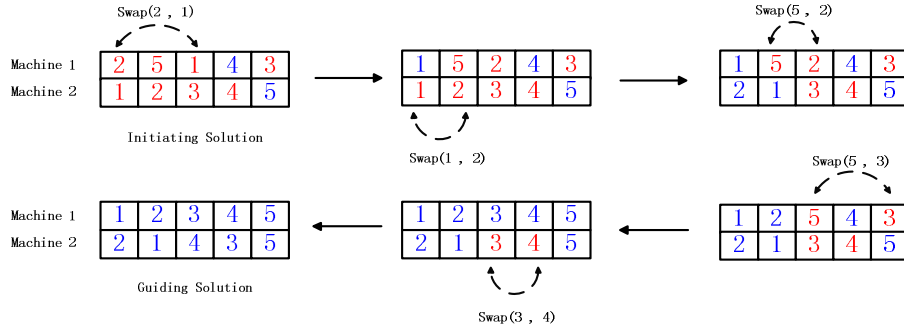 Swap(2 , 1)
Swap(5 , 2)
Machine 1 2 5 1 4 3 1 5 2 4 3 1 5 2 4 3
Machine 2 1 2 3 4 5 1 2 3 4 5 2 1 3 4 5
Initiating Solution
Swap(1 , 2)
Swap(5 , 3)
Machine 1 1 2 3 4 5 1 2 3 4 5 1 2 5 4 3
Machine 2 2 1 4 3 5 2 1 3 4 5 2 1 3 4 5
Guiding Solution
Swap(3 , 4)